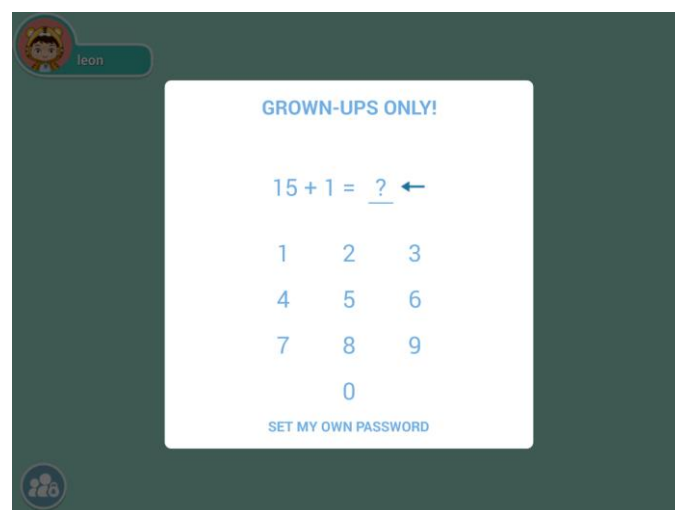 leon
GROWN-UPS ONLY!
15 + 1 = ?
1 2 3
4 5 6
7 8 9
0
SET MY OWN PASSWORD